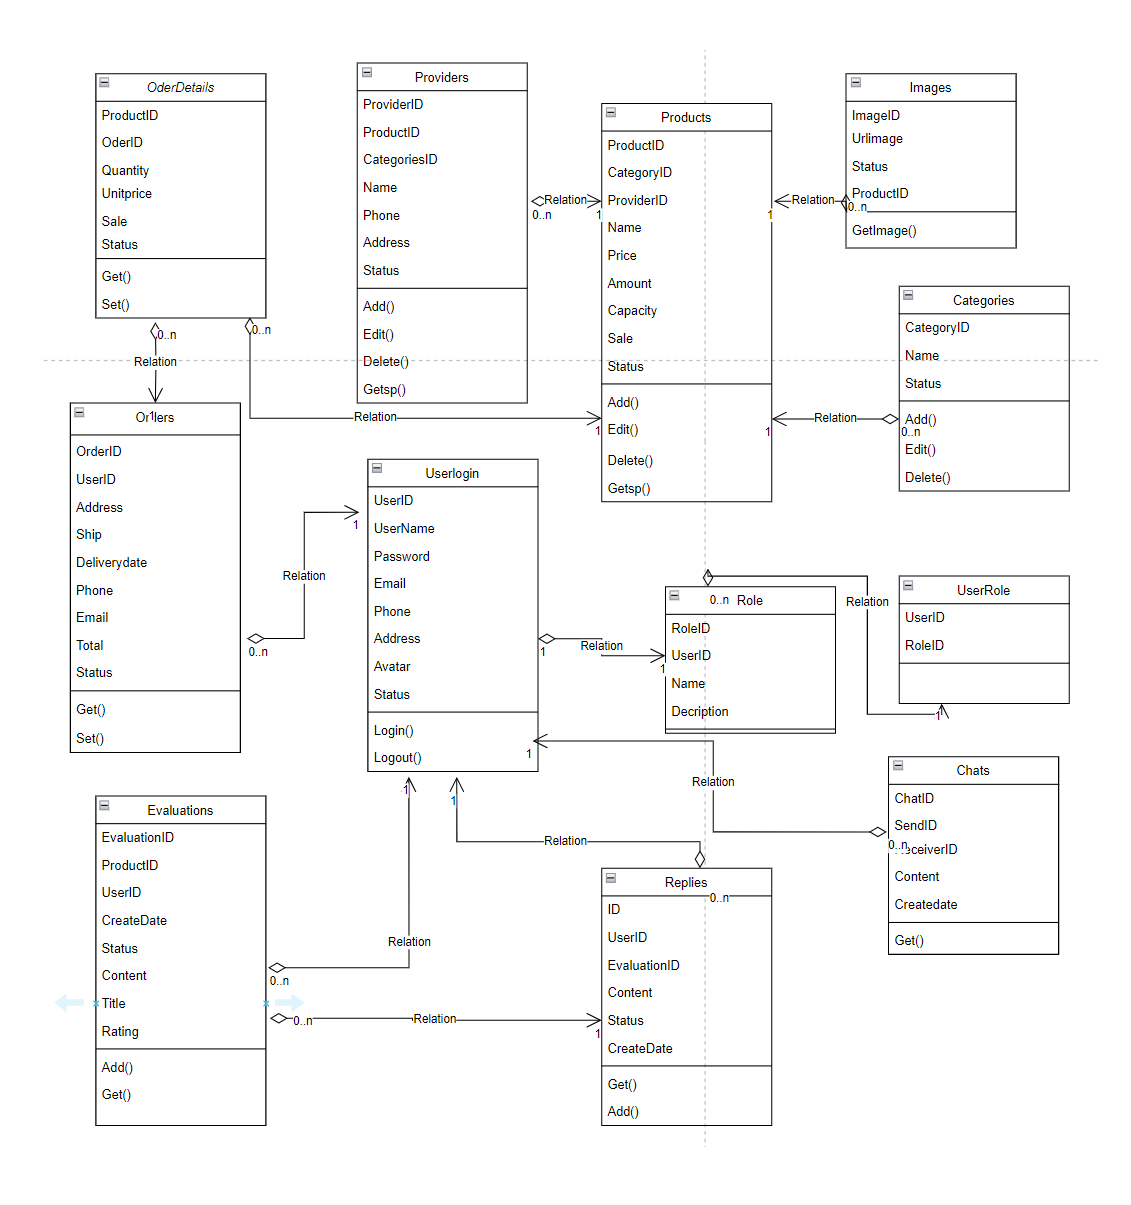 OderDetails
ProductID
OderID
Quantity
Unitprice
Sale
Status
Get()
Set()
0..n
0..n
Relation
Providers
ProviderID
ProductID
CategoriesID
Name
Phone
Address
Status
Add()
Edit()
Delete()
Getsp()
Relation
0..n
1
Products
ProductID
CategoryID
ProviderID
Name
Price
Amount
Capacity
Sale
Status
Add()
Edit()
Delete()
Getsp()
Relation
1
0..n
Images
ImageID
Urlimage
Status
ProductID
GetImage()
Categories
CategoryID
Name
Status
Add()
Edit()
Delete()
Relation
1
0..n
Relation
1
Orders
1
OrderID
UserID
Address
Ship
Deliverydate
Phone
Email
Total
Status
Get()
Set()
Relation
0..n
1
Userlogin
UserID
UserName
Password
Email
Phone
Address
Avatar
Status
Login()
Logout()
Relation
1
1
Role
0..n
RoleID
UserID
Name
Decription
Relation
1
UserRole
UserID
RoleID
Relation
1
0..n
Chats
ChatID
SendID
ReceiverID
Content
Createdate
Get()
Evaluations
EvaluationID
ProductID
UserID
CreateDate
Status
Content
Title
Rating
Add()
Get()
Relation
1
0..n
Relation
0..n
1
Relation
1
0..n
Replies
ID
UserID
EvaluationID
Content
Status
CreateDate
Get()
Add()